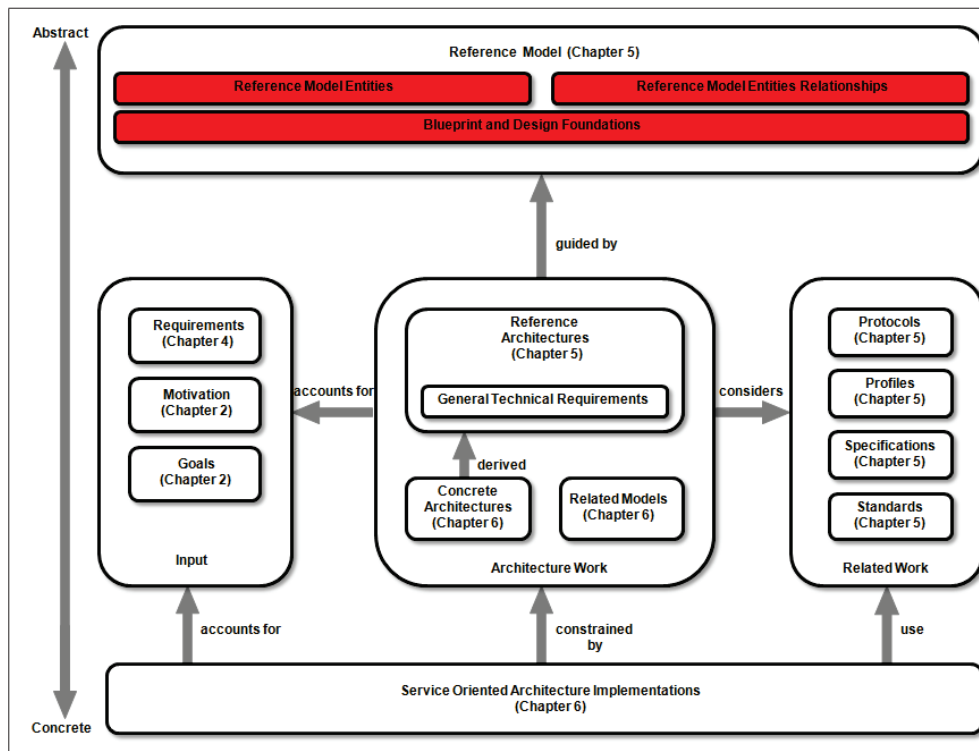 Abstract
Reference Model (Chapter 5)
Reference Model Entities
Reference Model Entities Relationships
Blueprint and Design Foundations
guided by
Requirements
(Chapter 4)
Motivation
(Chapter 2)
Goals
(Chapter 2)
Input
accounts for
Reference
Architectures
(Chapter 5)
General Technical Requirements
derived
Concrete
Architectures
(Chapter 6)
Related Models
(Chapter 6)
Architecture Work
considers
Protocols
(Chapter 5)
Profiles
(Chapter 5)
Specifications
(Chapter 5)
Standards
(Chapter 5)
Related Work
accounts for
constrained
by
use
Service Oriented Architecture Implementations
(Chapter 6)
Concrete